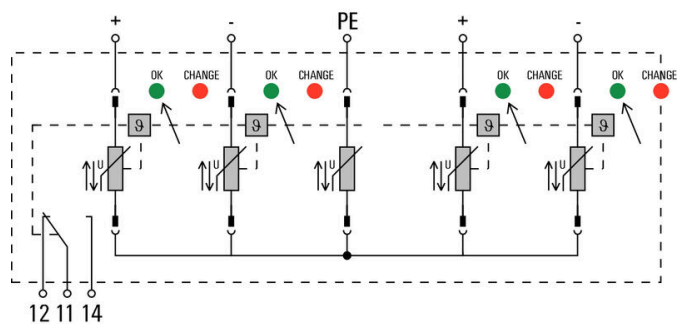 + - PE + -
OK CHANGE OK CHANGE OK CHANGE OK CHANGE
ϑ ϑ ϑ ϑ
U U U U U
12 11 14